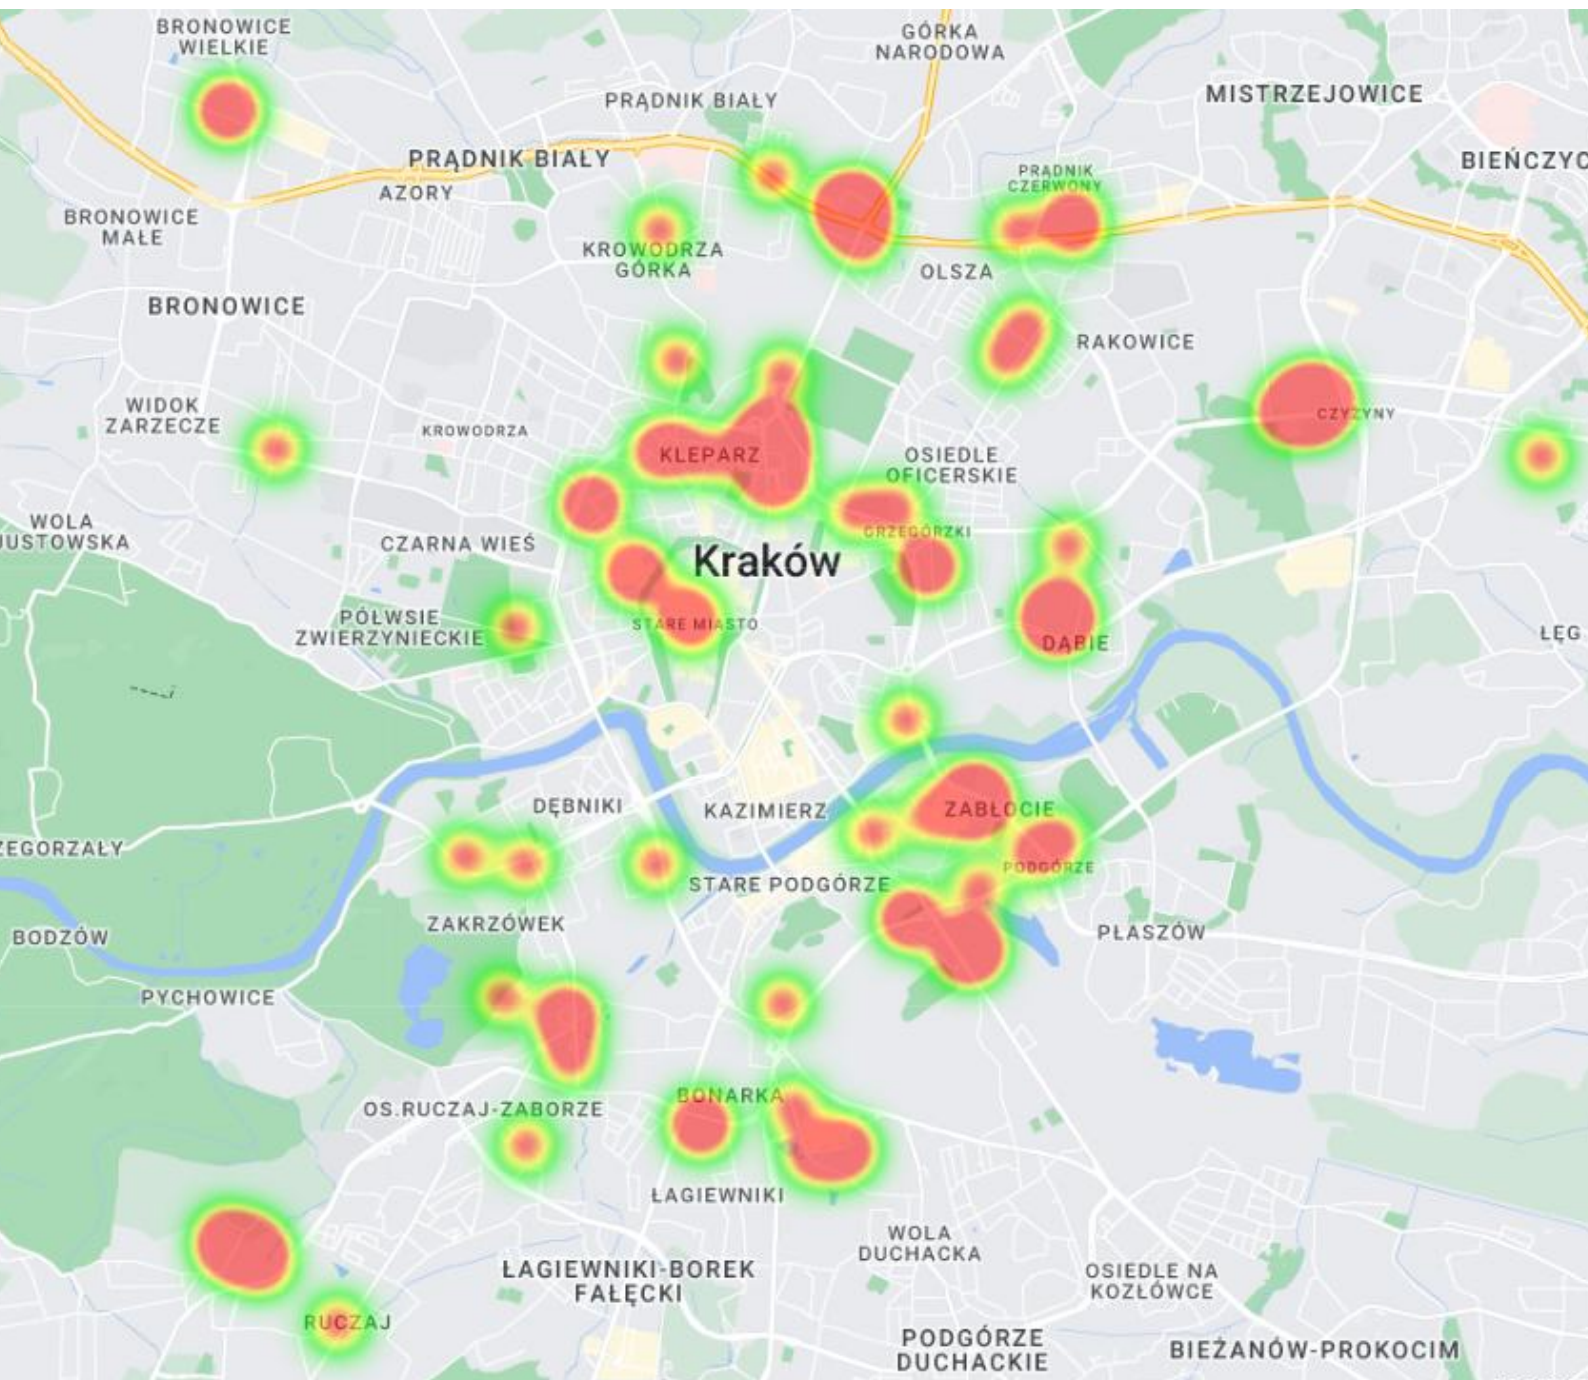 BRONOWICE
WIELKIE
GÓRKA
NARODOWA
PRĄDNIK BIAŁY
MISTRZEJOWICE
PRĄDNIK BIAŁY
AZORY
PRADNIK
CZERWONY
BIEŃCZYC
BRONOWICE
MAŁE
KROWODRZA
GÓRKA
OLSZA
BRONOWICE
RAKOWICE
WIDOK
ZARZECZE
KROWODRZA
CZYZYNY
KLEPARZ
OSIEDLE
OFICERSKIE
WOLA
JUSTOWSKA
CZARNA WIEŚ
GRZEGÓRZKI
Kraków
PÓŁWSIE
ZWIERZYNIECKIE
STARE MIASTO
DĄBIE
ŁĘG
DĘBNIKI
KAZIMIERZ
ZABŁOCIE
ZEGORZAŁY
PODGÓRZE
STARE PODGÓRZE
ZAKRZÓWEK
BODZÓW
PŁASZÓW
PYCHOWICE
BONARKA
OS.RUCZAJ-ZABORZE
ŁAGIEWNIKI
WOLA
DUCHACKA
ŁAGIEWNIKI-BOREK
FAŁĘCKI
OSIEDLE NA
KOZŁÓWCE
RUCZAJ
PODGÓRZE
DUCHACKIE
BIEŻANÓW-PROKOCIM